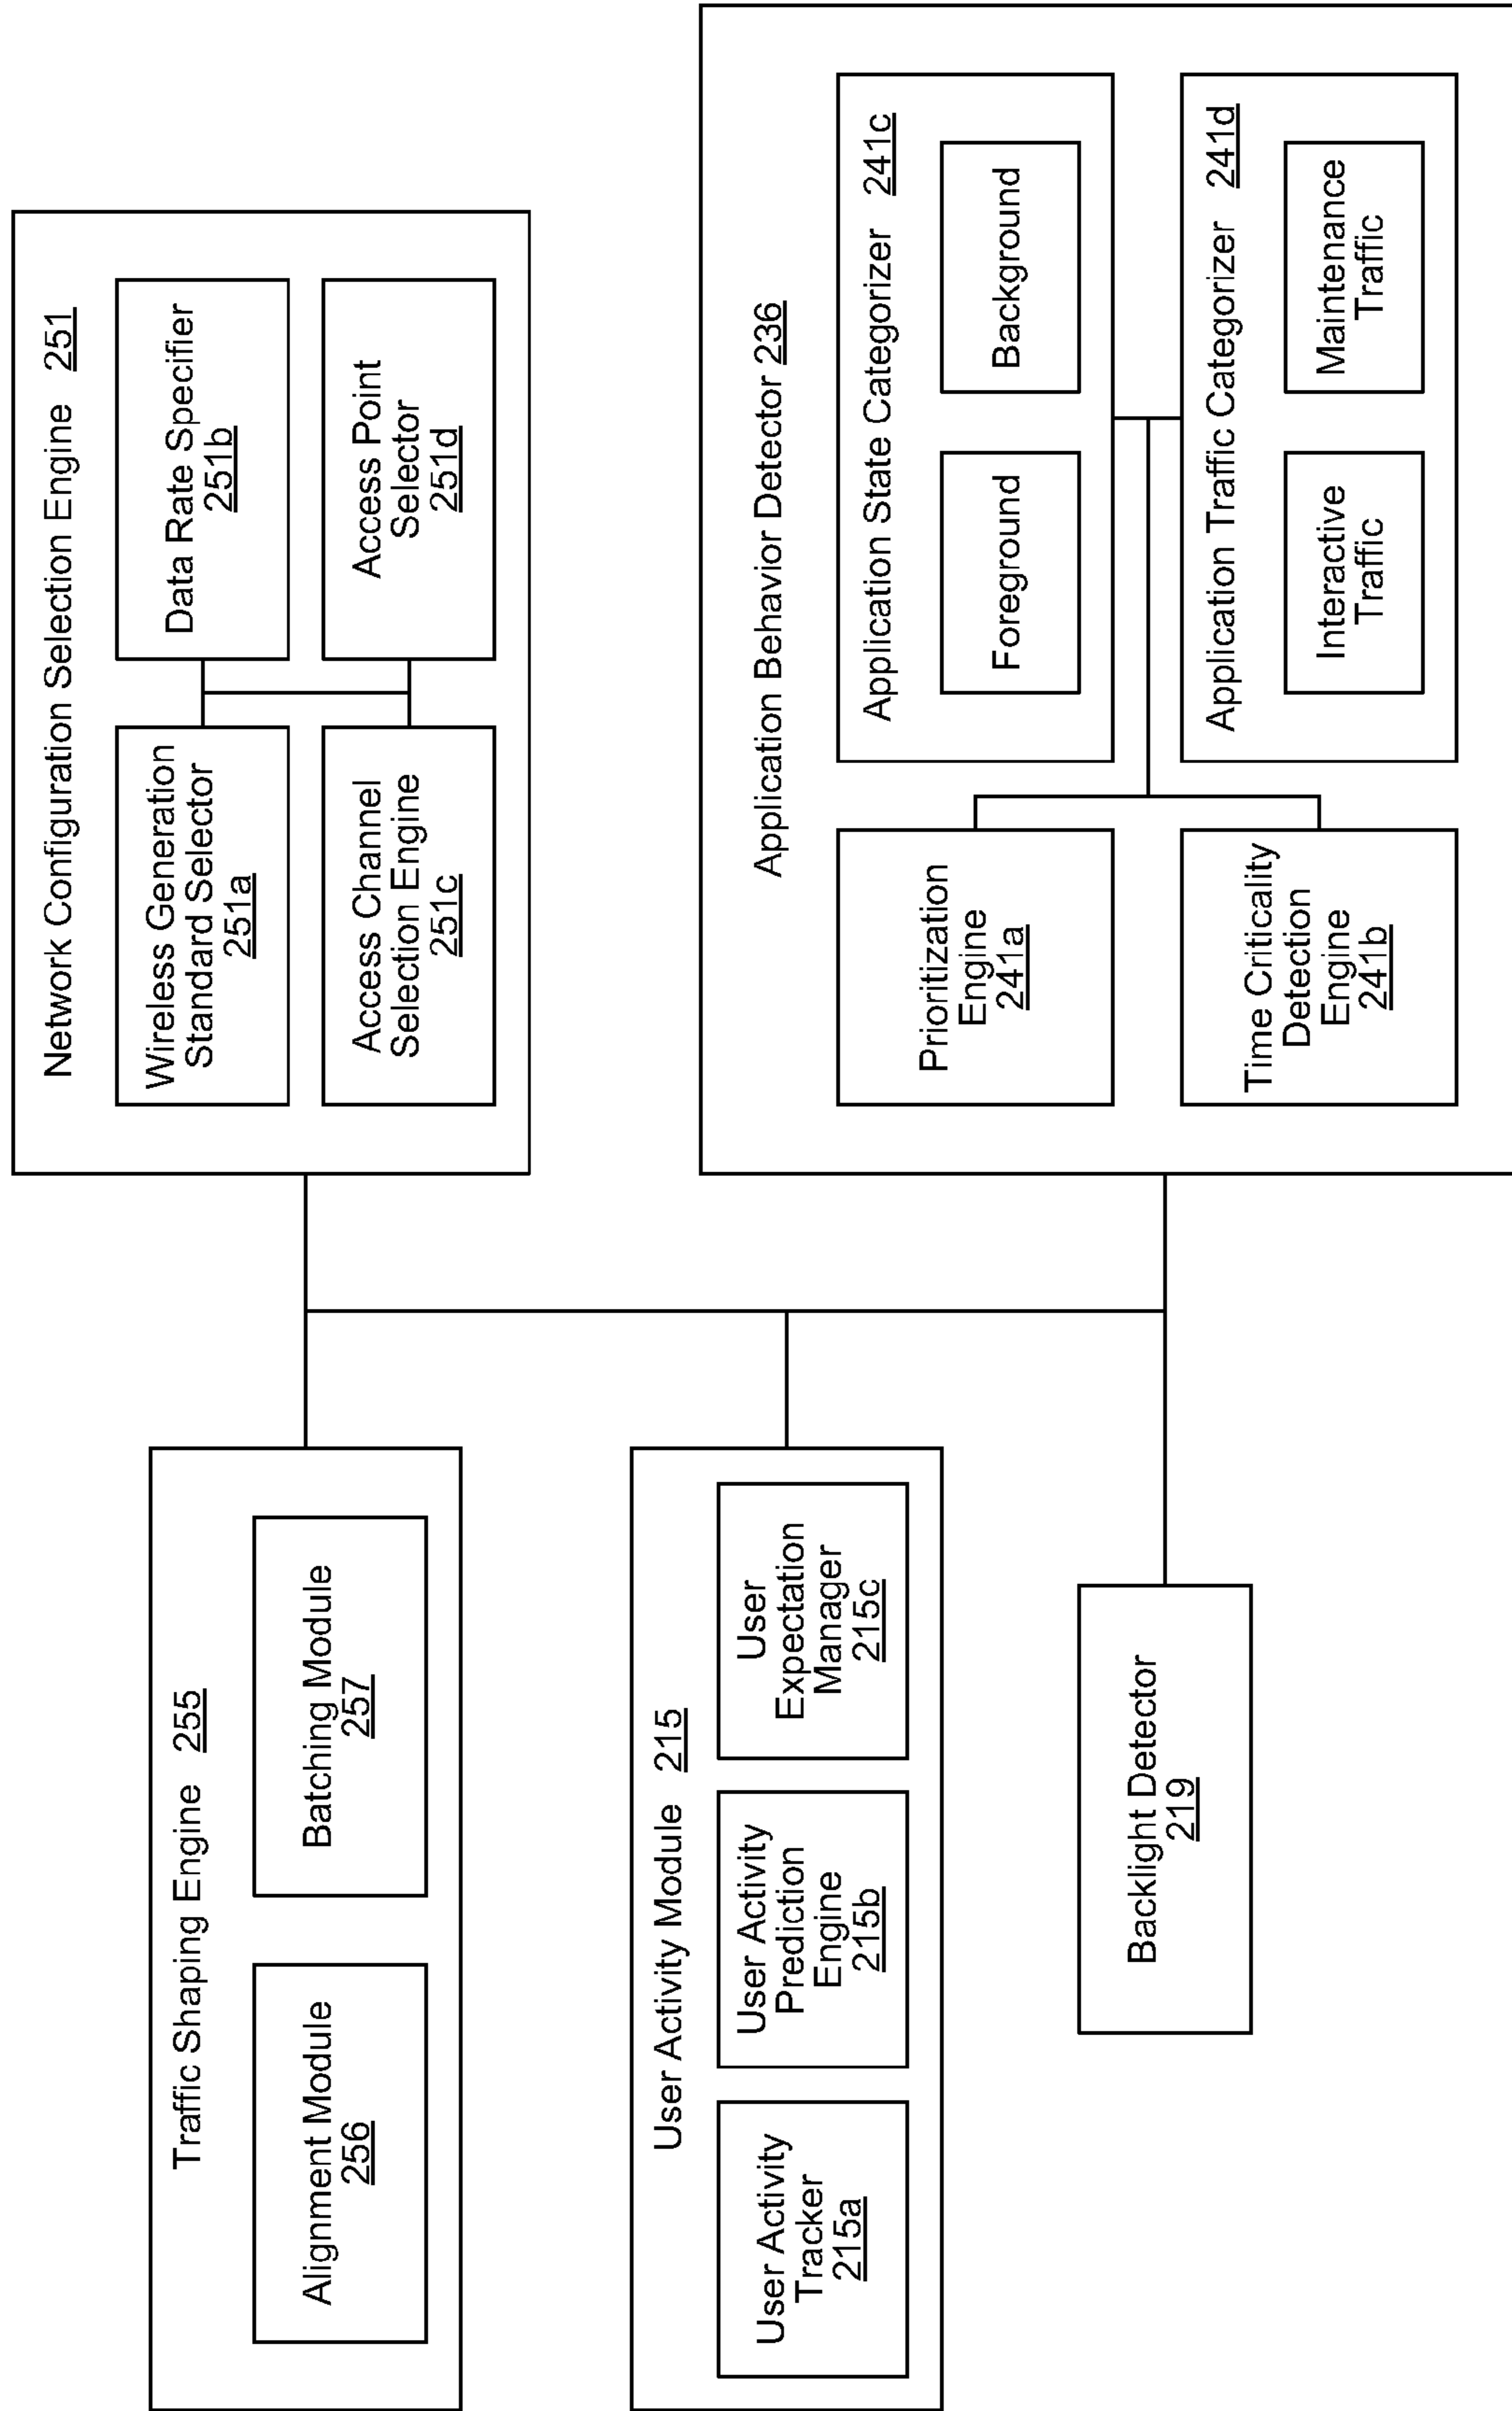 Traffic Shaping Engine 255
Alignment Module
256
Batching Module
257
User Activity Module 215
User Activity
Tracker
215a
User Activity
Prediction
Engine
215b
User
Expectation
Manager
215c
Backlight Detector
219
Network Configuration Selection Engine 251
Wireless Generation
Standard Selector
251a
Data Rate Specifier
251b
Access Channel
Selection Engine
251c
Access Point
Selector
251d
Application Behavior Detector 236
Prioritization
Engine
241a
Time Criticality
Detection
Engine
241b
Application State Categorizer 241c
Foreground
Background
Application Traffic Categorizer 241d
Interactive
Traffic
Maintenance
Traffic